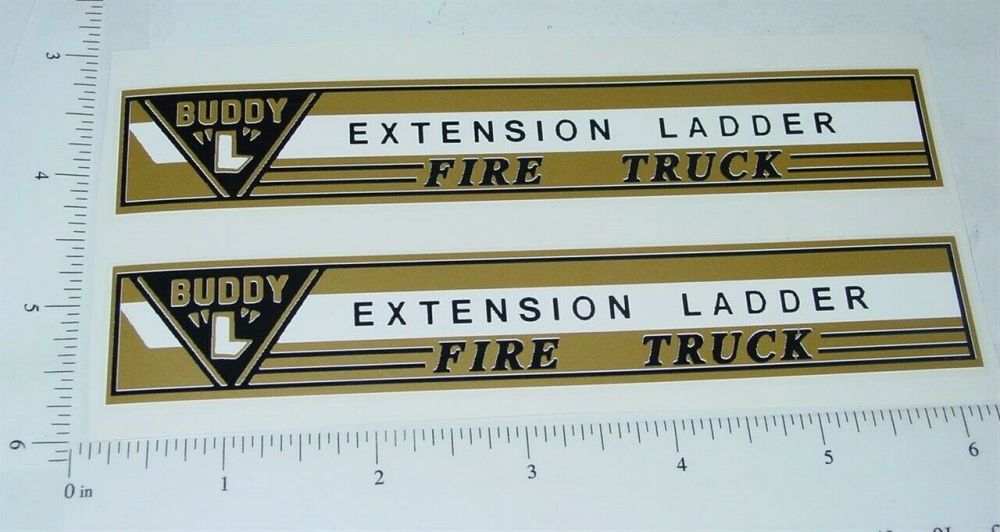 3
BUDDY
"L"
EXTENSION LADDER
FIRE TRUCK
4
BUDDY
"L"
EXTENSION LADDER
FIRE TRUCK
5
6
0 in 1 2 3 4 5 6